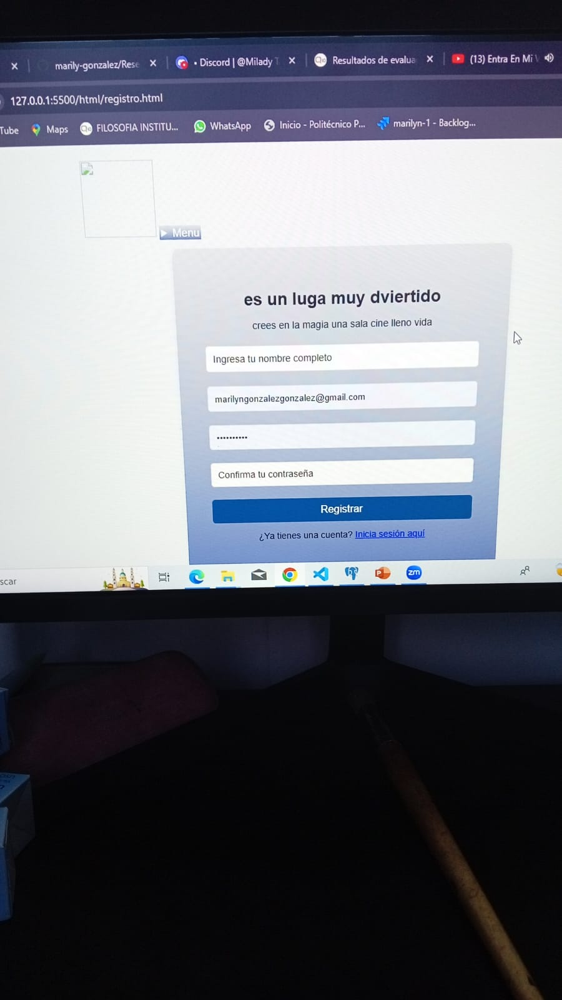 marily-gonzalez/Rese
• Discord | @Milady T
Resultados de evalua
(13) Entra En Mi V
127.0.0.1:5500/html/registro.html
Tube
Maps
FILOSOFIA INSTITU...
WhatsApp
Inicio - Politécnico P...
marilyn-1 - Backlog...
Menu
es un luga muy dviertido
crees en la magia una sala cine lleno vida
Ingresa tu nombre completo
marilyngonzalezgonzalez@gmail.com
••••••••••
Confirma tu contraseña
Registrar
¿Ya tienes una cuenta? Inicia sesión aquí
scar
zm